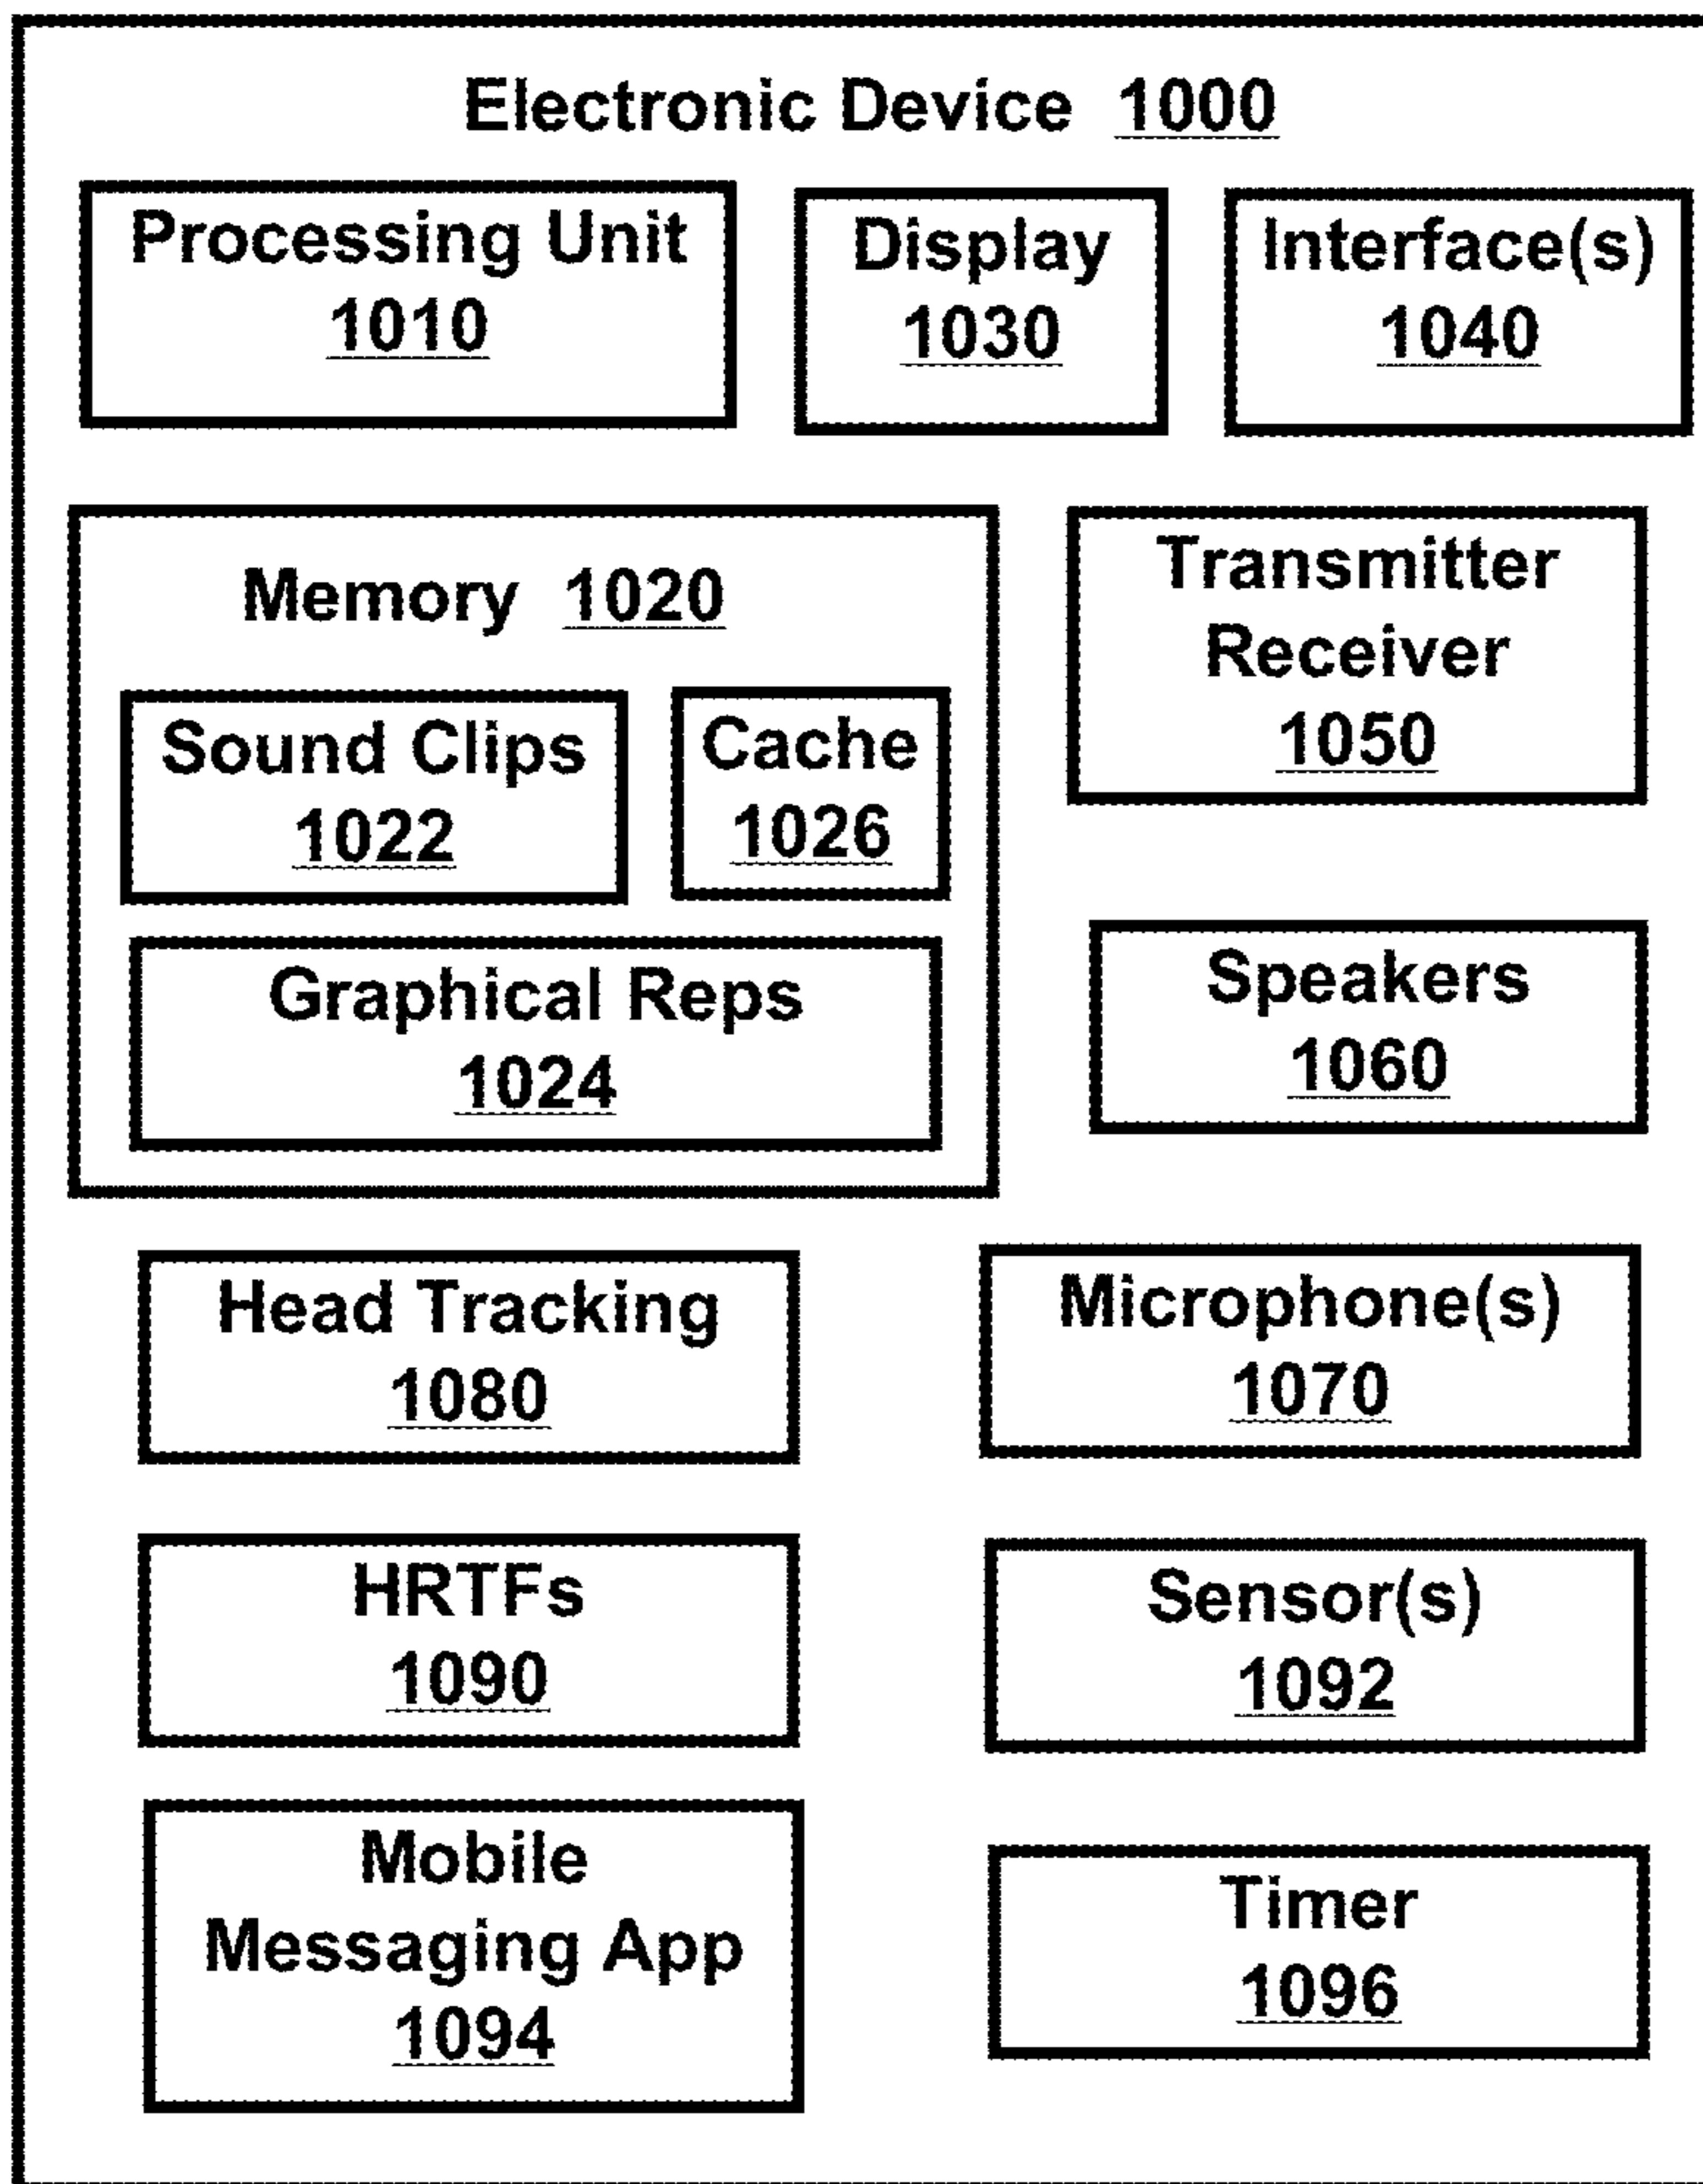 Electronic Device 1000
Processing Unit
1010
Display
1030
Interface(s)
1040
Memory 1020
Sound Clips
1022
Cache
1026
Graphical Reps
1024
Transmitter
Receiver
1050
Speakers
1060
Head Tracking
1080
Microphone(s)
1070
HRTFs
1090
Sensor(s)
1092
Mobile
Messaging App
1094
Timer
1096